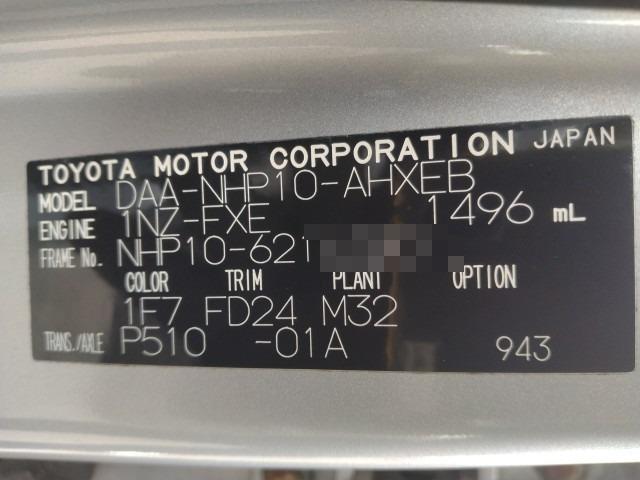 TOYOTA MOTOR CORPORATION JAPAN
MODEL DAA-NHP10-AHXEB
ENGINE 1NZ-FXE 1496 mL
FRAME No. NHP10-621
COLOR TRIM PLANT OPTION
1F7 FD24 M32
TRANS./AXLE P510 -01A 943